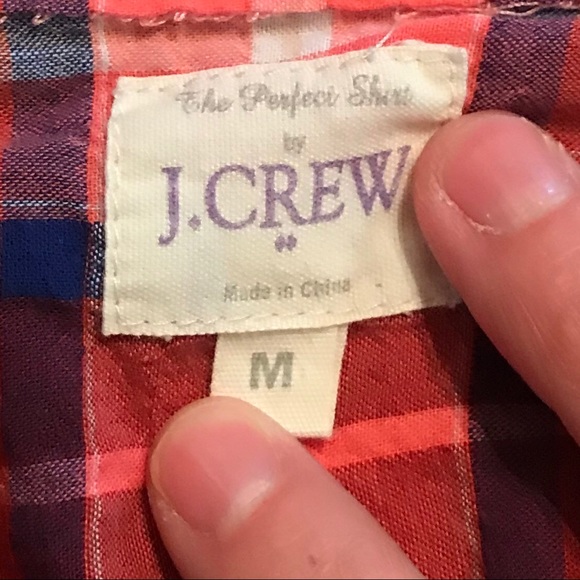 The Perfect Shirt
by
J.CREW
Made in China
M